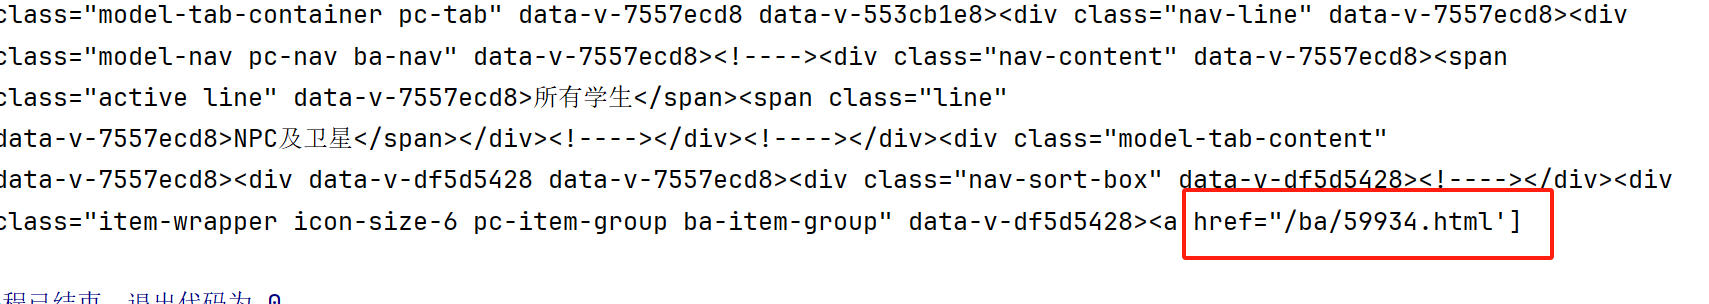 class="model-tab-container pc-tab" data-v-7557ecd8 data-v-553cb1e8><div class="nav-line" data-v-7557ecd8><div
class="model-nav pc-nav ba-nav" data-v-7557ecd8><!----><div class="nav-content" data-v-7557ecd8><span
class="active line" data-v-7557ecd8>所有学生</span><span class="line"
data-v-7557ecd8>NPC及卫星</span></div><!----></div><!----></div><div class="model-tab-content"
data-v-7557ecd8><div data-v-df5d5428 data-v-7557ecd8><div class="nav-sort-box" data-v-df5d5428><!----></div><div
class="item-wrapper icon-size-6 pc-item-group ba-item-group" data-v-df5d5428><a href="/ba/59934.html']
程已结束，退出代码为 0